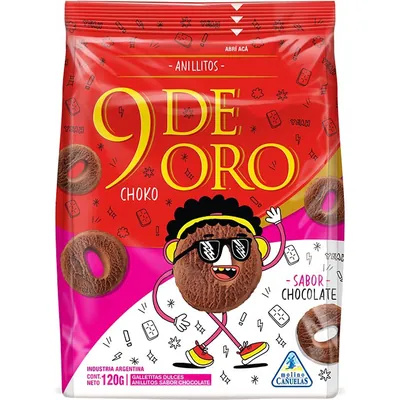 ABRÍ ACÁ
- ANILLITOS -
9 DE
ORO
CHOKO
- SABOR -
CHOCOLATE
INDUSTRIA ARGENTINA
CONT. NETO 120g
GALLETITAS DULCES
ANILLITOS SABOR CHOCOLATE
molino
CAÑUELAS